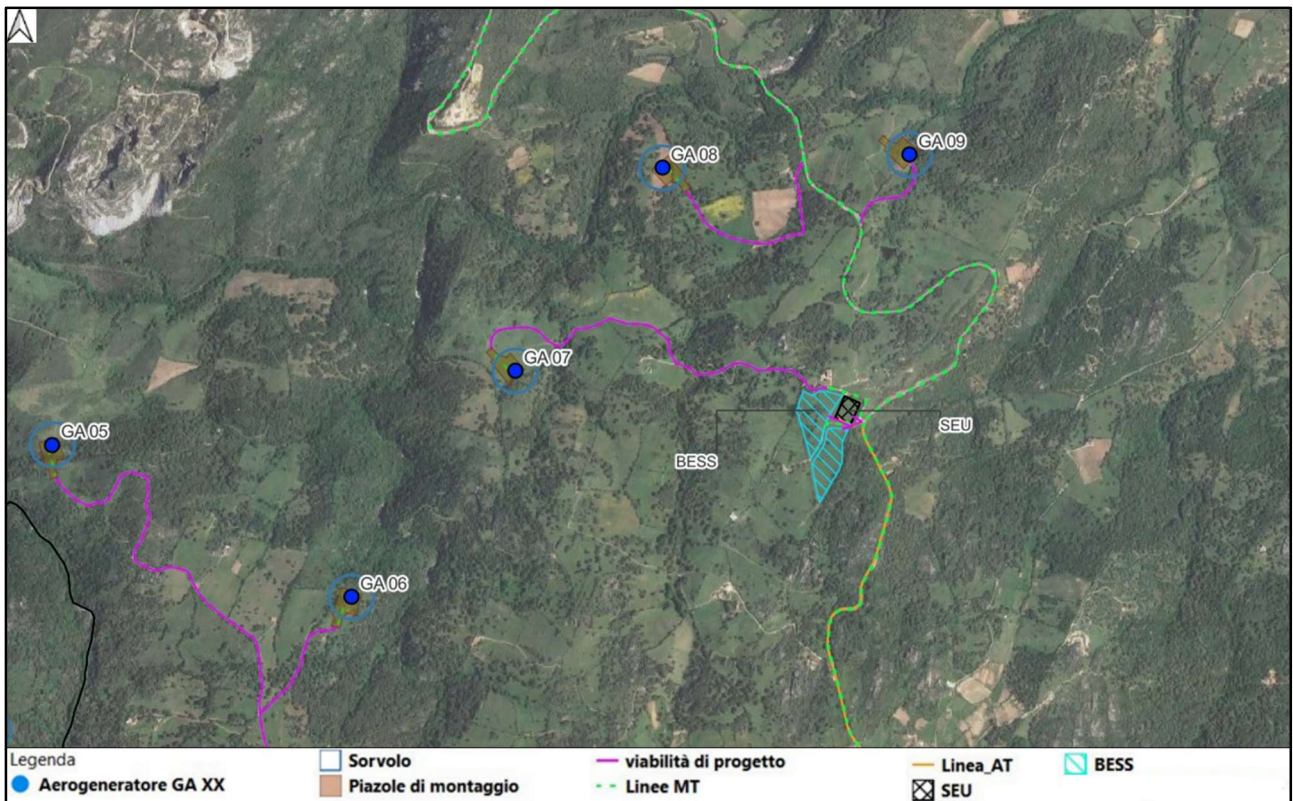 GA 08
GA 09
GA 07
GA 05
SEU
BESS
GA 06
Legenda
Aerogeneratore GA XX
Sorvolo
Piazole di montaggio
viabilità di progetto
Linee MT
Linea_AT
SEU
BESS